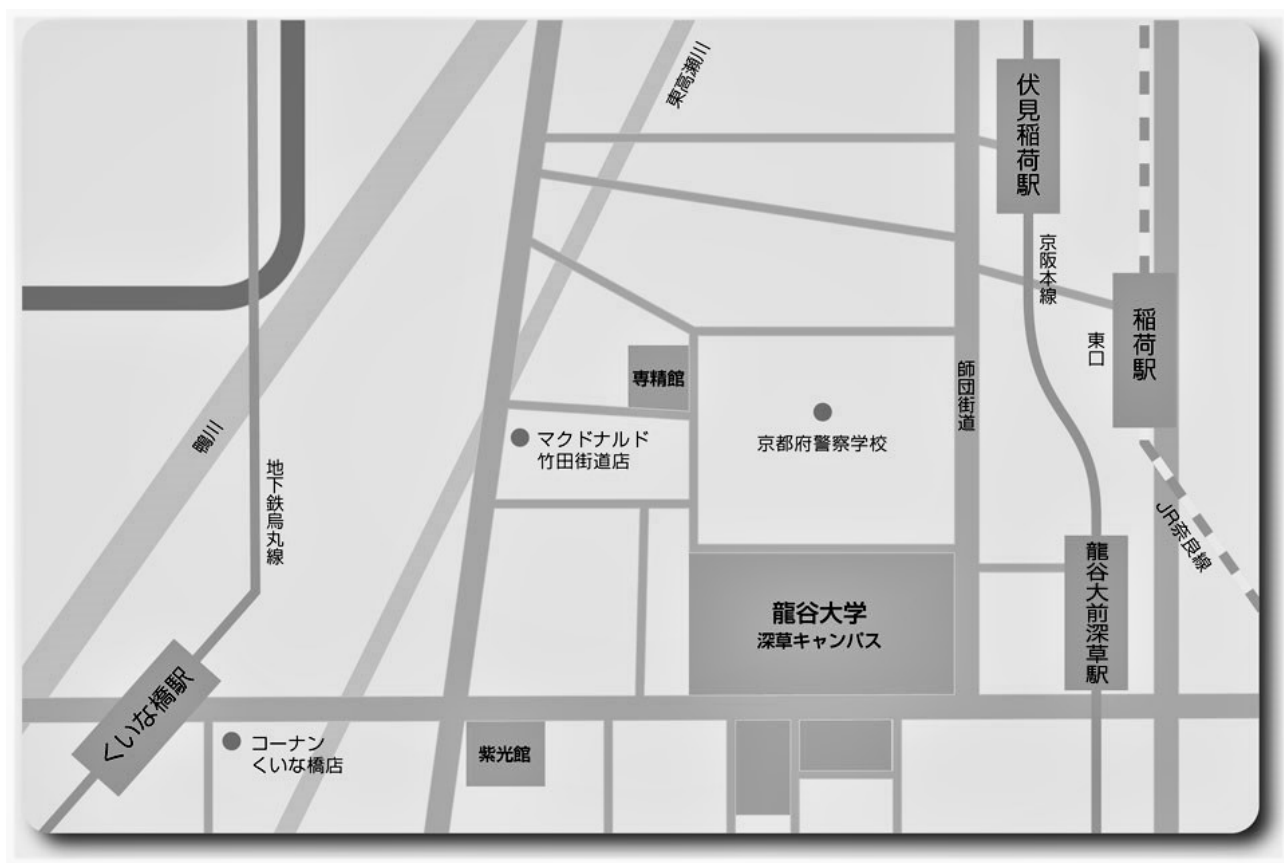 東高瀬川
伏見稲荷駅
京阪本線
稲荷駅
東口
師団街道
専精館
マクドナルド
竹田街道店
京都府警察学校
鴨川
地下鉄烏丸線
JR奈良線
龍谷大前深草駅
龍谷大学
深草キャンパス
くいな橋駅
コーナン
くいな橋店
紫光館